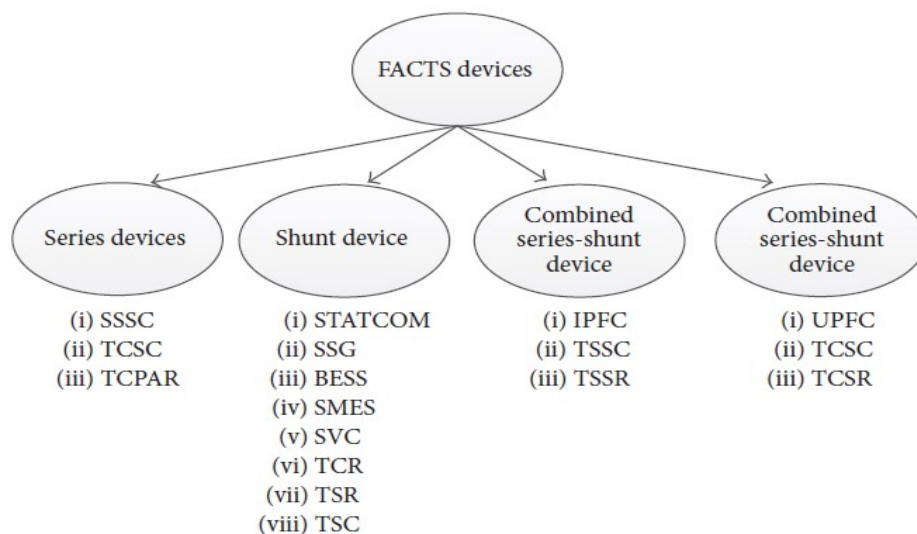 FACTS devices
Series devices
(i) SSSC
(ii) TCSC
(iii) TCPAR
Shunt device
(i) STATCOM
(ii) SSG
(iii) BESS
(iv) SMES
(v) SVC
(vi) TCR
(vii) TSR
(viii) TSC
Combined
series-shunt
device
(i) IPFC
(ii) TSSC
(iii) TSSR
Combined
series-shunt
device
(i) UPFC
(ii) TCSC
(iii) TCSR